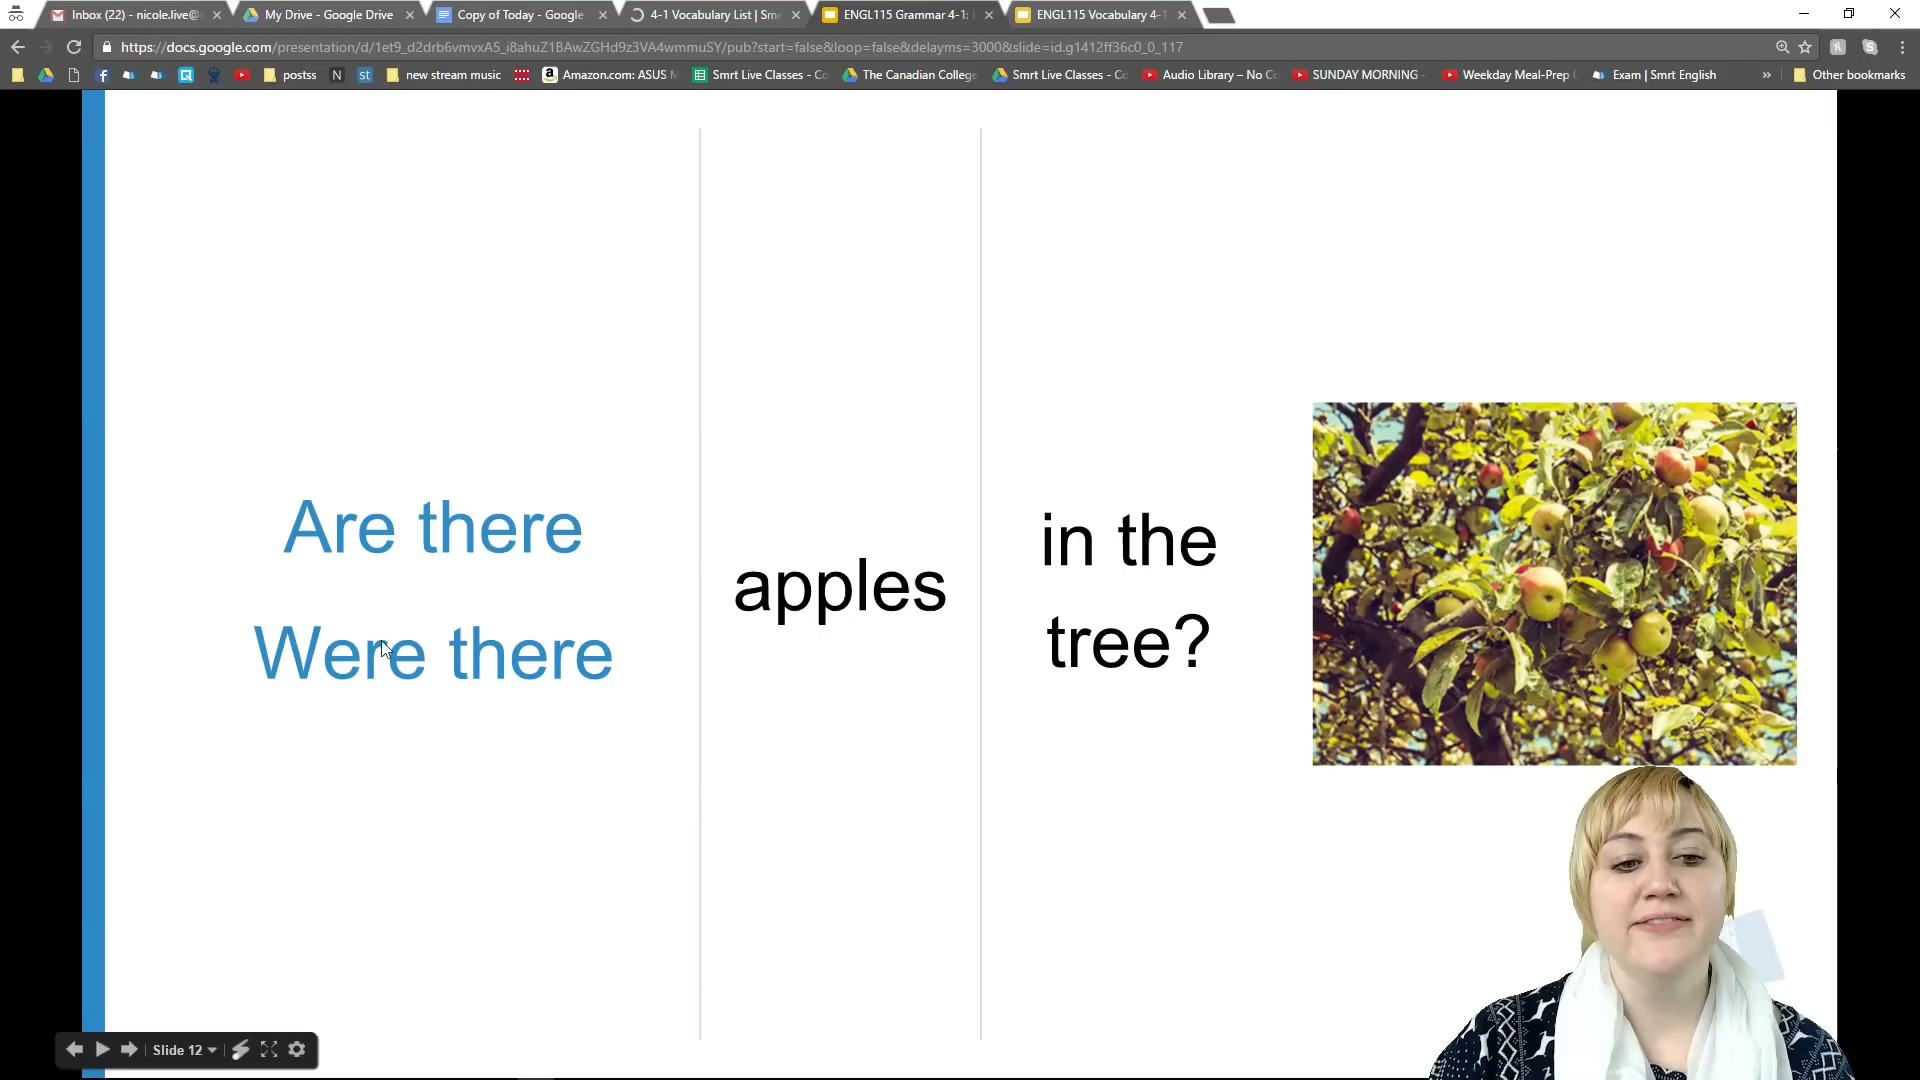 Inbox (22) - nicole.live@
My Drive - Google Drive
Copy of Today - Google
4-1 Vocabulary List | Sm
ENGL115 Grammar 4-1:
ENGL115 Vocabulary 4-1
https://docs.google.com/presentation/d/1et9_d2drb6vmvxA5_i8ahuZ1BAwZGHd9z3VA4wmmuSY/pub?start=false&loop=false&delayms=3000&slide=id.g1412ff36c0_0_117
postss
N
st
new stream music
Amazon.com: ASUS
Smrt Live Classes - Co
The Canadian College
Smrt Live Classes - Co
Audio Library – No Co
SUNDAY MORNING
Weekday Meal-Prep
Exam | Smrt English
»
Other bookmarks
Are there
Were there
apples
in the
tree?
Slide 12